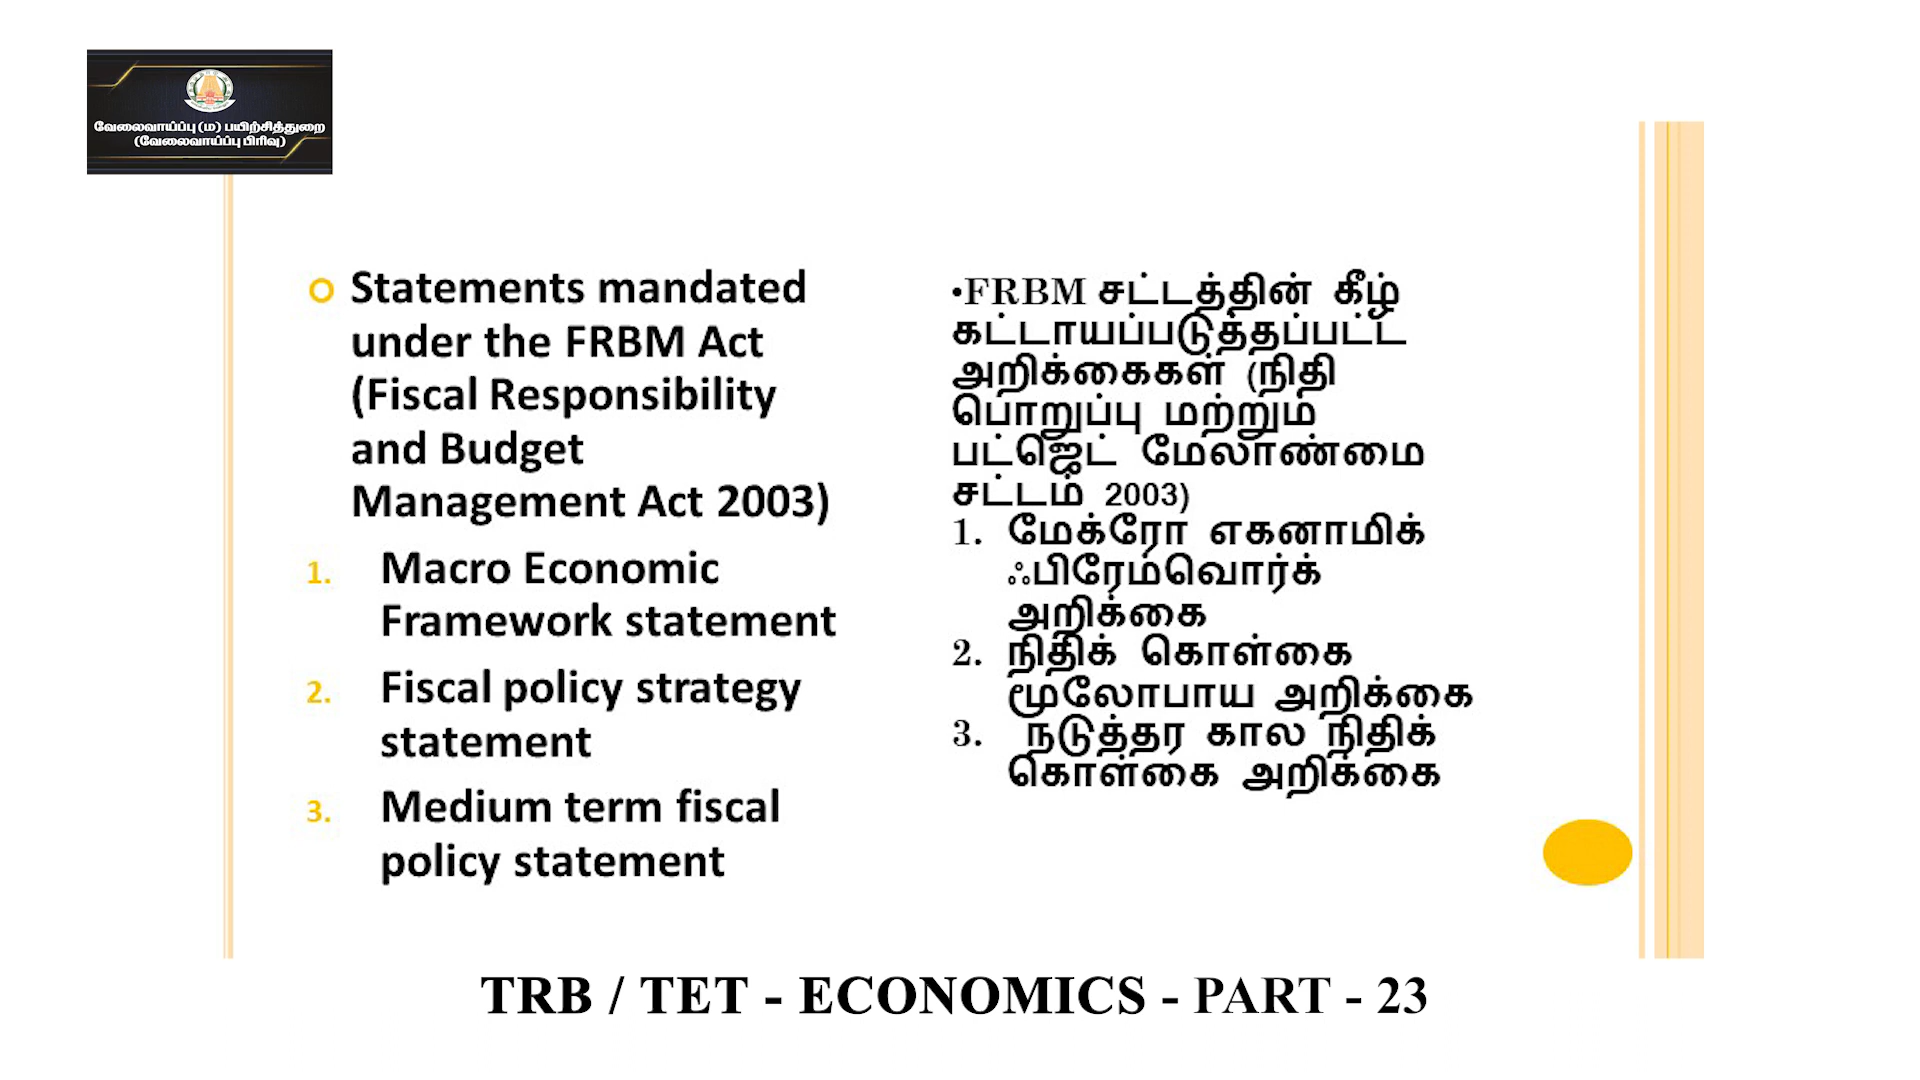 வேலைவாய்ப்பு (ம) பயிற்சித்துறை
(வேலைவாய்ப்பு பிரிவு)
Statements mandated
under the FRBM Act
(Fiscal Responsibility
and Budget
Management Act 2003)
1. Macro Economic
Framework statement
2. Fiscal policy strategy
statement
3. Medium term fiscal
policy statement
•FRBM சட்டத்தின் கீழ்
கட்டாயப்படுத்தப்பட்ட
அறிக்கைகள் (நிதி
பொறுப்பு மற்றும்
பட்ஜெட் மேலாண்மை
சட்டம் 2003)
1. மேக்ரோ எகனாமிக்
ஃபிரேம்வொர்க்
அறிக்கை
2. நிதிக் கொள்கை
மூலோபாய அறிக்கை
3. நடுத்தர கால நிதிக்
கொள்கை அறிக்கை
TRB / TET - ECONOMICS - PART - 23